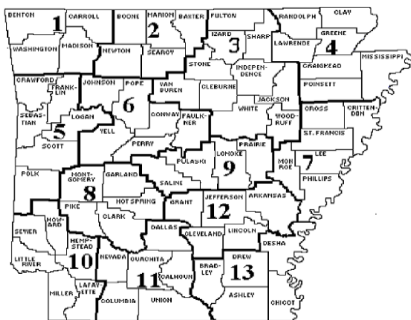 BENTON
CARROLL
BOONE
MARION
BAXTER
FULTON
RANDOLPH
CLAY
1
2
IZARD
SHARP
GREENE
WASHINGTON
MADISON
NEWTON
SEARCY
3
LAWRENCE
4
STONE
CRAIGHEAD
MISSISSIPPI
CRAWFORD
FRANK-
LIN
JOHNSON
POPE
VAN
BUREN
INDEPEN-
DENCE
POINSETT
CLEBURNE
6
JACKSON
CROSS
CRITTEN-
DEN
SEBAS-
TIAN
LOGAN
CONWAY
FAULK-
NER
WHITE
WOOD-
RUFF
5
YELL
ST. FRANCIS
SCOTT
PERRY
PRAIRIE
PULASKI
LONOKE
MON
ROE
7
LEE
POLK
MONT-
GOMERY
GARLAND
SALINE
9
PHILLIPS
8
HOT SPRING
GRANT
JEFFERSON
ARKANSAS
PIKE
12
CLARK
SEVIER
HOW-
ARD
DALLAS
CLEVELAND
LINCOLN
DESHA
HEMP-
STEAD
LITTLE
RIVER
10
NEVADA
OUACHITA
BRAD-
LEY
DREW
11
CALHOUN
13
MILLER
LAFAY-
ETTE
COLUMBIA
UNION
ASHLEY
CHICOT